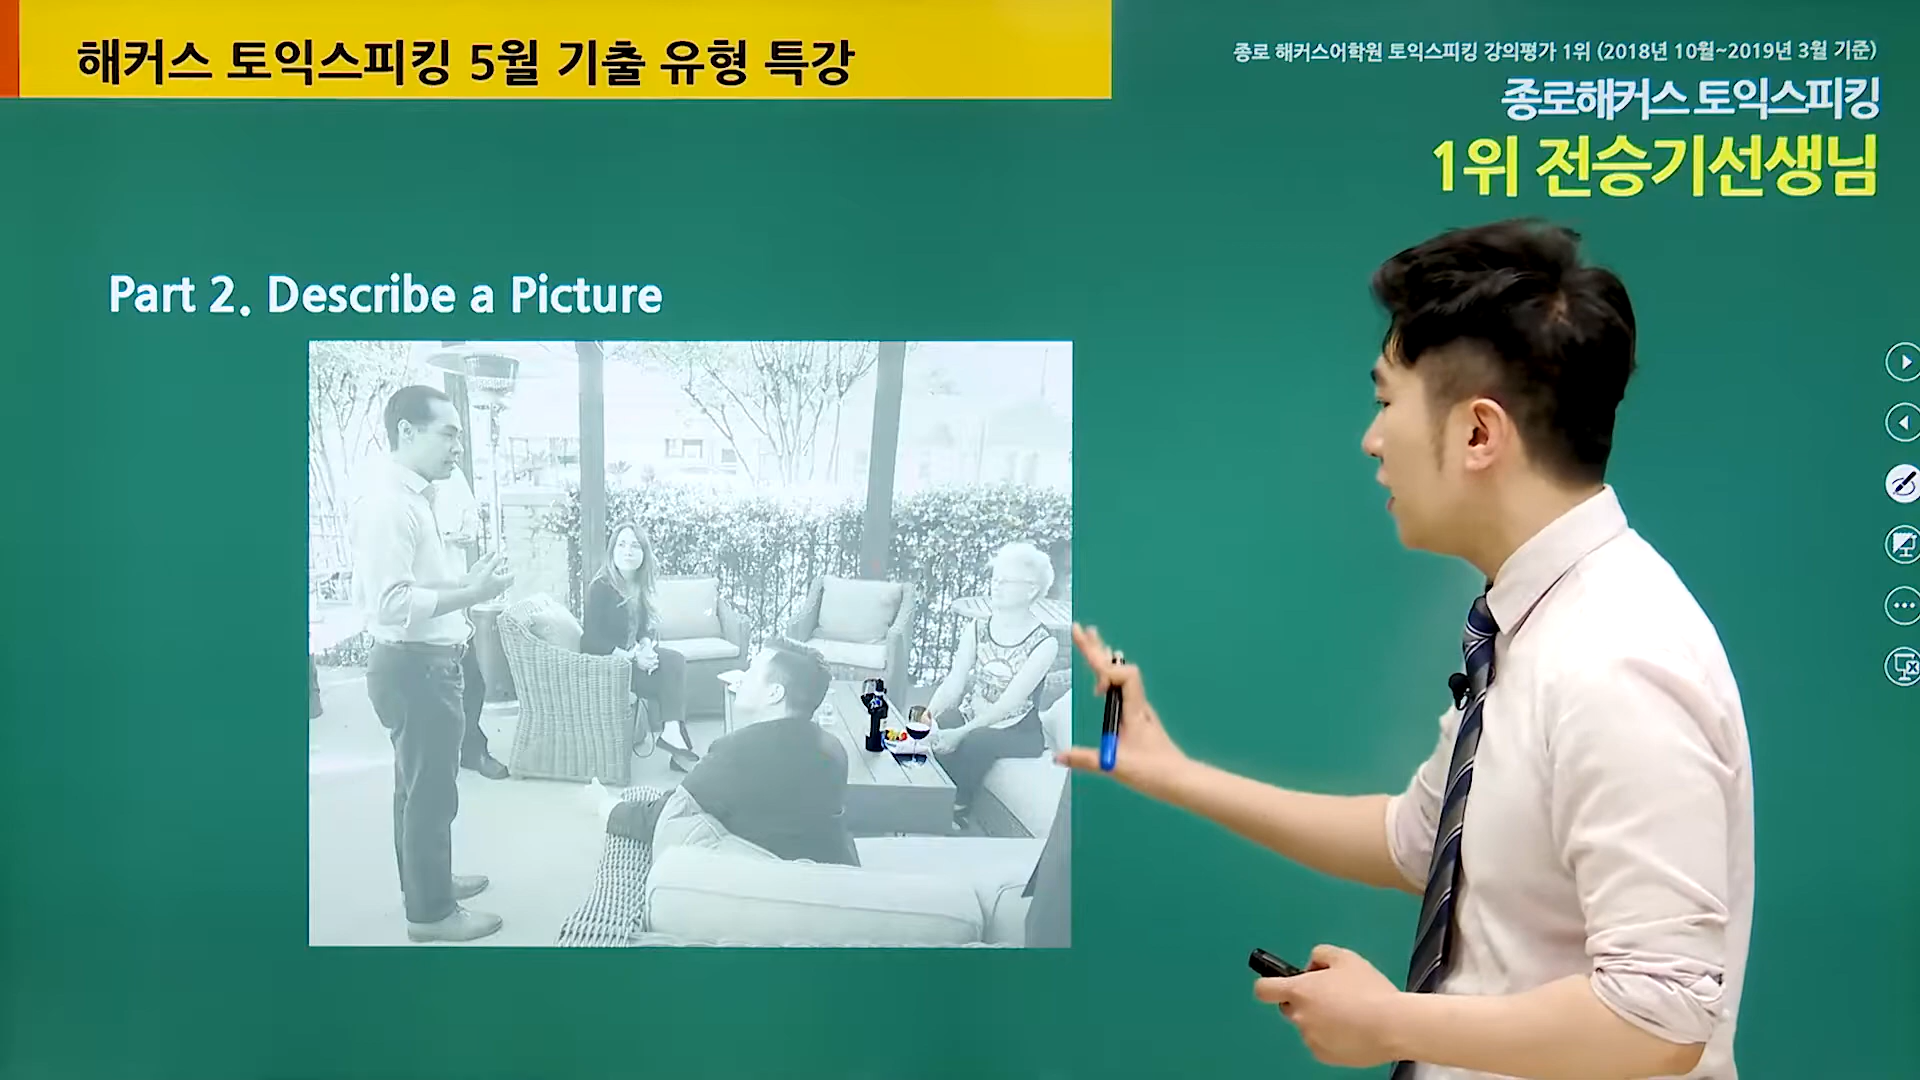 해커스 토익스피킹 5월 기출 유형 특강
종로 해커스어학원 토익스피킹 강의평가 1위 (2018년 10월~2019년 3월 기준)
종로해커스 토익스피킹
1위 전승기선생님
Part 2. Describe a Picture